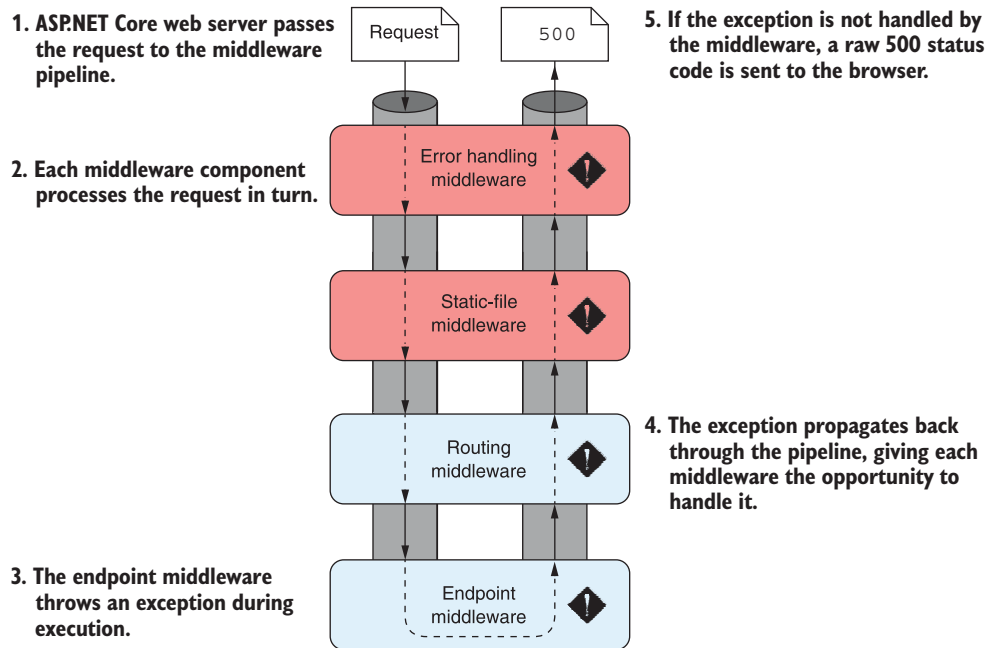 1. ASP.NET Core web server passes
the request to the middleware
pipeline.
Request
500
5. If the exception is not handled by
the middleware, a raw 500 status
code is sent to the browser.
2. Each middleware component
processes the request in turn.
Error handling
middleware
Static-file
middleware
Routing
middleware
4. The exception propagates back
through the pipeline, giving each
middleware the opportunity to
handle it.
3. The endpoint middleware
throws an exception during
execution.
Endpoint
middleware